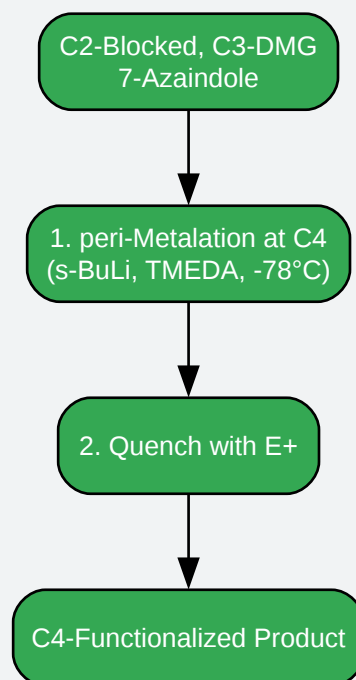 C2-Blocked, C3-DMG
7-Azaindole
1. peri-Metalation at C4
(s-BuLi, TMEDA, -78°C)
2. Quench with E+
C4-Functionalized Product